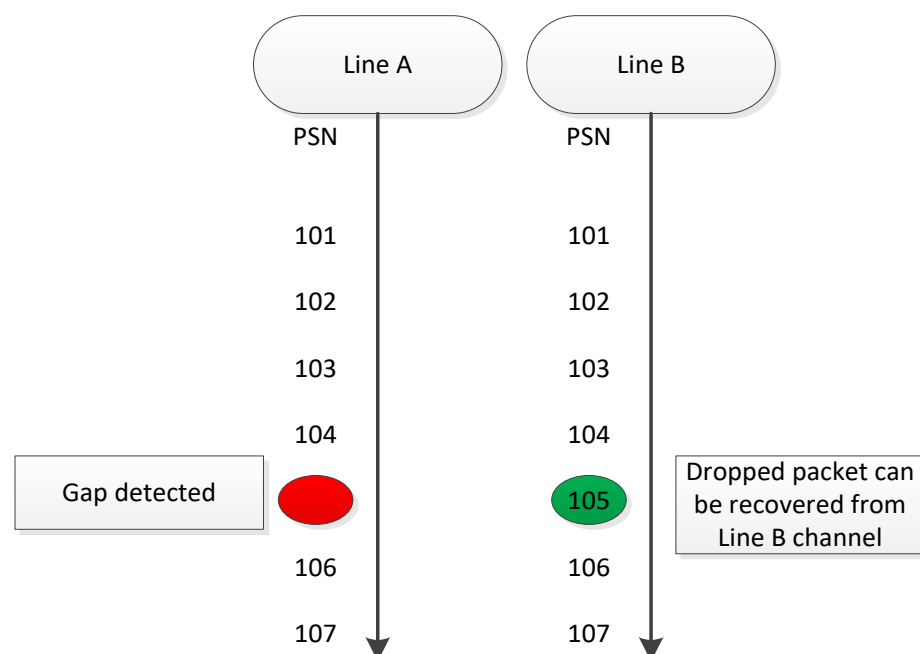 Line A
Line B
PSN
PSN
101
101
102
102
103
103
104
104
Gap detected
105
Dropped packet can
be recovered from
Line B channel
106
106
107
107